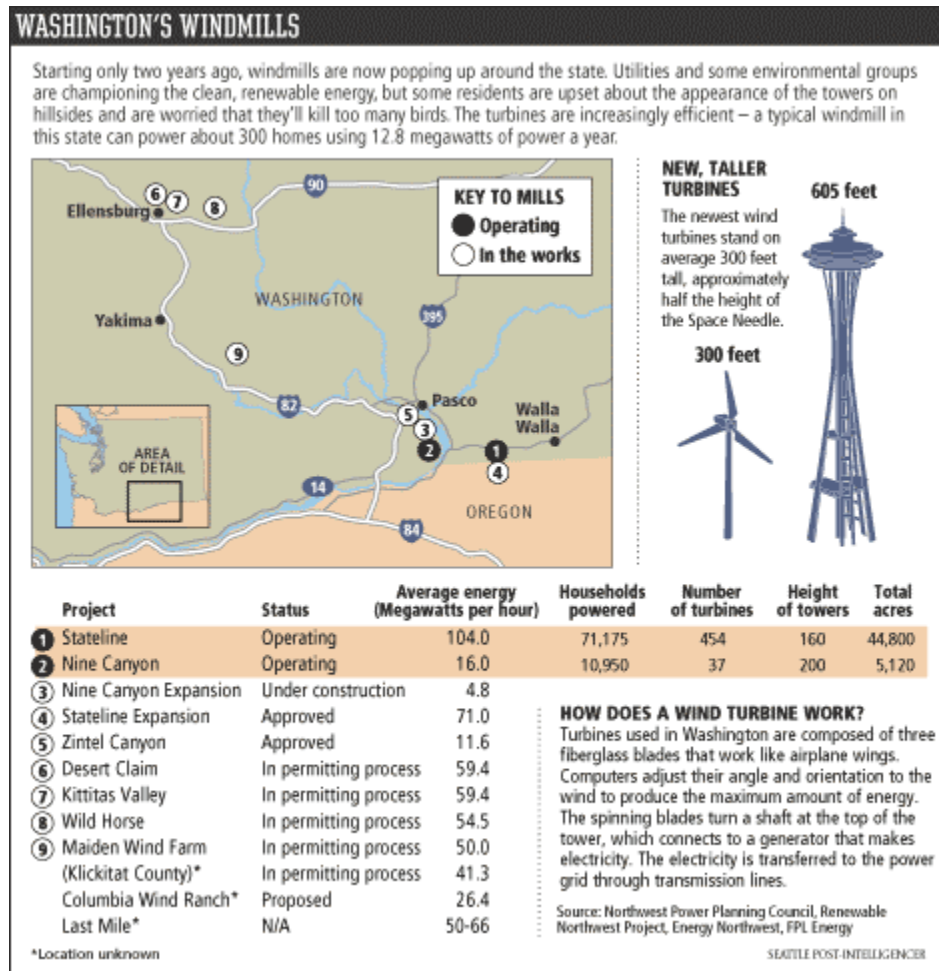 WASHINGTON'S WINDMILLS
Starting only two years ago, windmills are now popping up around the state. Utilities and some environmental groups
are championing the clean, renewable energy, but some residents are upset about the appearance of the towers on
hillsides and are worried that they'll kill too many birds. The turbines are increasingly efficient – a typical windmill in
this state can power about 300 homes using 12.8 megawatts of power a year.
6
7
8
90
Ellensburg
KEY TO MILLS
Operating
In the works
WASHINGTON
395
Yakima
9
82
Pasco
5
3
2
Walla
Walla
1
4
AREA
OF DETAIL
14
OREGON
84
NEW, TALLER
TURBINES
The newest wind
turbines stand on
average 300 feet
tall, approximately
half the height of
the Space Needle.
605 feet
300 feet
Project Status Average energy (Megawatts per hour) Households powered Number of turbines Height of towers Total acres
1 Stateline Operating 104.0 71,175 454 160 44,800
2 Nine Canyon Operating 16.0 10,950 37 200 5,120
3 Nine Canyon Expansion Under construction 4.8
4 Stateline Expansion Approved 71.0
5 Zintel Canyon Approved 11.6
6 Desert Claim In permitting process 59.4
7 Kittitas Valley In permitting process 59.4
8 Wild Horse In permitting process 54.5
9 Maiden Wind Farm In permitting process 50.0
(Klickitat County)* In permitting process 41.3
Columbia Wind Ranch* Proposed 26.4
Last Mile* N/A 50-66
*Location unknown
HOW DOES A WIND TURBINE WORK?
Turbines used in Washington are composed of three
fiberglass blades that work like airplane wings.
Computers adjust their angle and orientation to the
wind to produce the maximum amount of energy.
The spinning blades turn a shaft at the top of the
tower, which connects to a generator that makes
electricity. The electricity is transferred to the power
grid through transmission lines.
Source: Northwest Power Planning Council, Renewable
Northwest Project, Energy Northwest, FPL Energy
SEATTLE POST-INTELLIGENCER